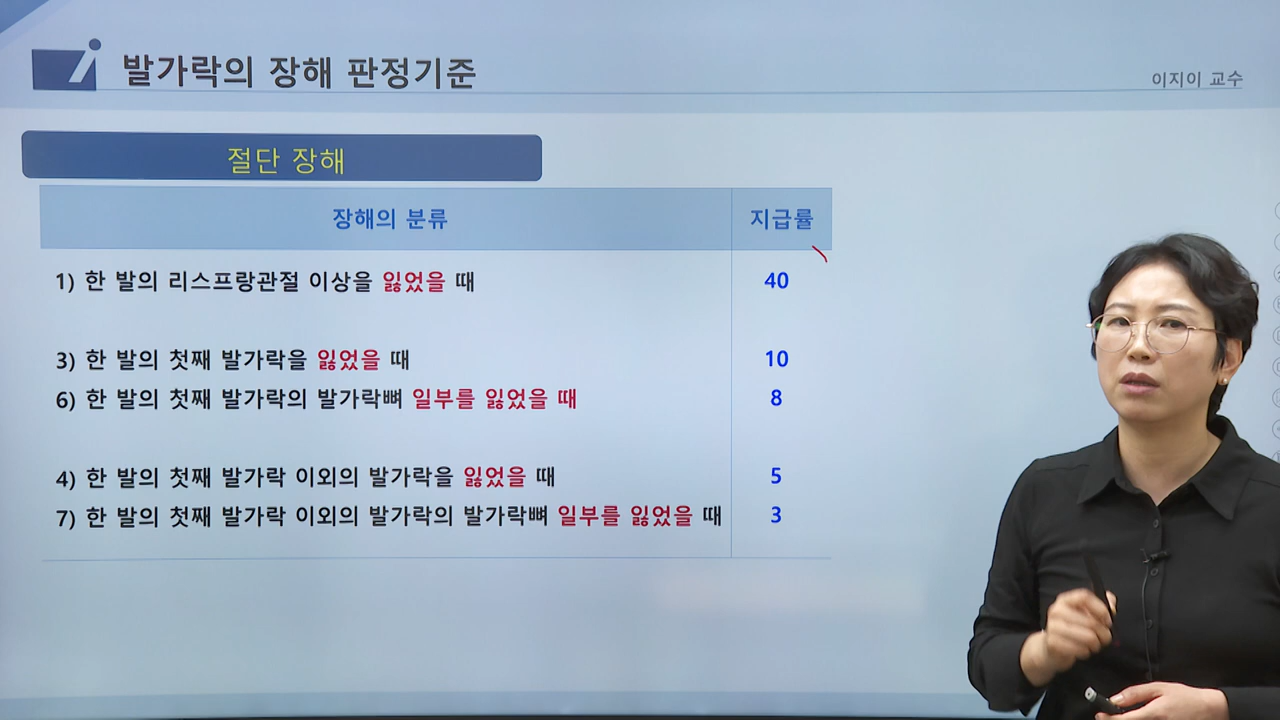 발가락의 장해 판정기준
이지이 교수
절단 장해
장해의 분류 지급률
1) 한 발의 리스프랑관절 이상을 잃었을 때 40
3) 한 발의 첫째 발가락을 잃었을 때 10
6) 한 발의 첫째 발가락의 발가락뼈 일부를 잃었을 때 8
4) 한 발의 첫째 발가락 이외의 발가락을 잃었을 때 5
7) 한 발의 첫째 발가락 이외의 발가락의 발가락뼈 일부를 잃었을 때 3